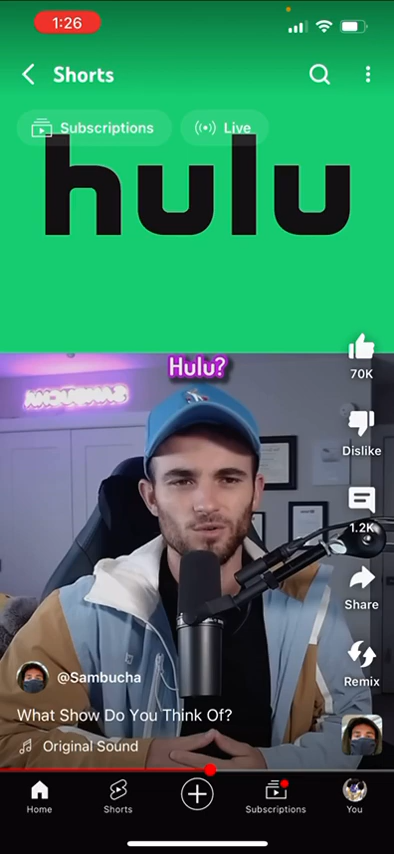 1:26
Shorts
Subscriptions
Live
hulu
Hulu?
SAMBUCHA
70K
Dislike
1.2K
Share
Remix
@Sambucha
What Show Do You Think Of?
Original Sound
Home
Shorts
Subscriptions
You